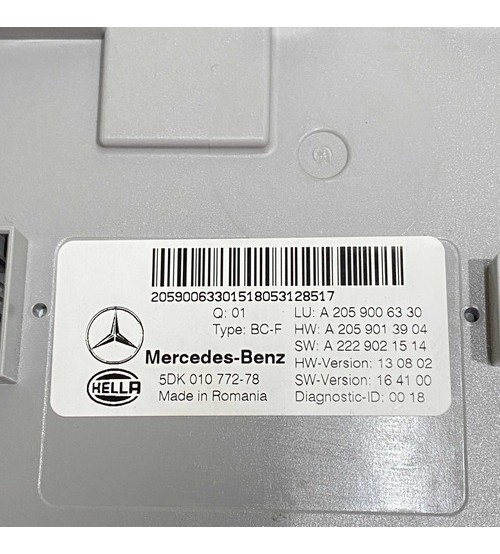 20590063301518053128517
Q: 01
Type: BC-F
Mercedes-Benz
HELLA
5DK 010 772-78
Made in Romania
LU: A 205 900 63 30
HW: A 205 901 39 04
SW: A 222 902 15 14
HW-Version: 13 08 02
SW-Version: 16 41 00
Diagnostic-ID: 00 18